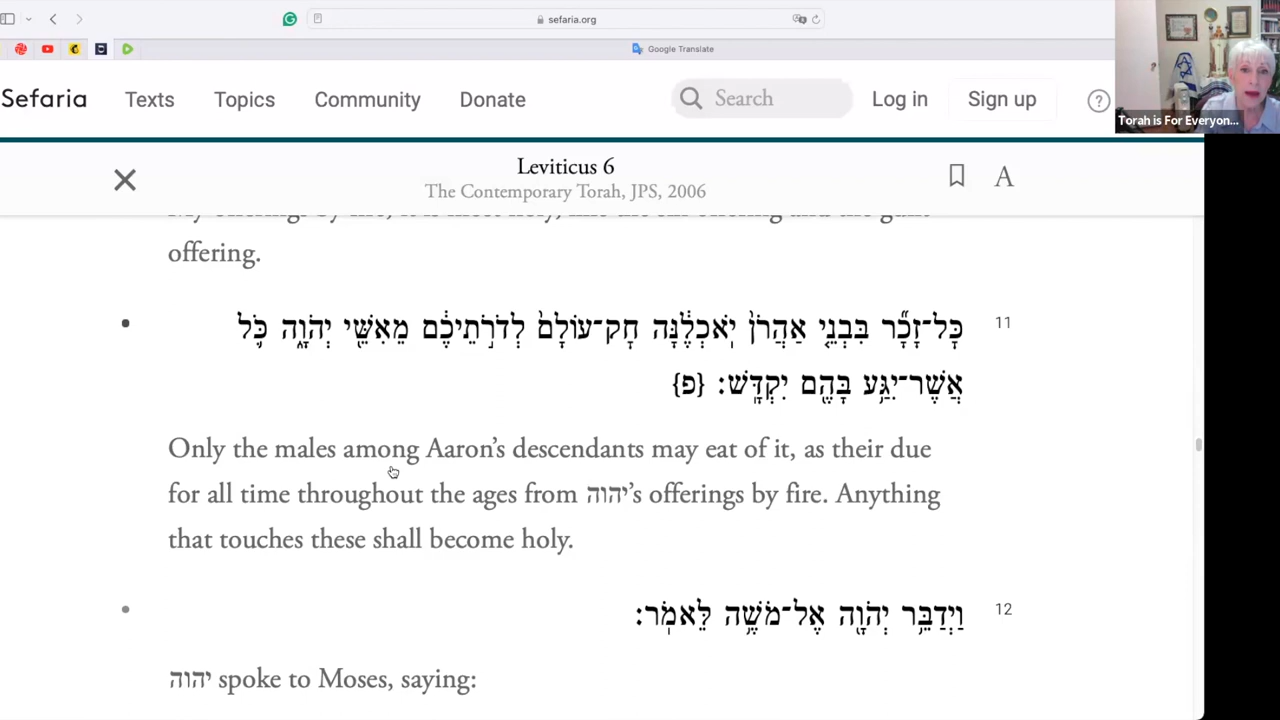 sefaria.org
Google Translate
Sefaria Texts Topics Community Donate Search Log in Sign up
Torah is For Everyon...
Leviticus 6
The Contemporary Torah, JPS, 2006
A
offering.
11
כׇּל־זָכָ֞ר בִּבְנֵ֤י אַהֲרֹן֙ יֹֽאכְלֶ֔נָּה חׇק־עוֹלָם֙ לְדֹרֹ֣תֵיכֶ֔ם מֵאִשֵּׁ֖י יְהֹוָ֑ה כֹּ֛ל
אֲשֶׁר־יִגַּ֥ע בָּהֶ֖ם יִקְדָּֽשׁ׃ {פ}
Only the males among Aaron’s descendants may eat of it, as their due
for all time throughout the ages from יהוה’s offerings by fire. Anything
that touches these shall become holy.
12
וַיְדַבֵּ֥ר יְהֹוָ֖ה אֶל־מֹשֶׁ֥ה לֵּאמֹֽר׃
יהוה spoke to Moses, saying: